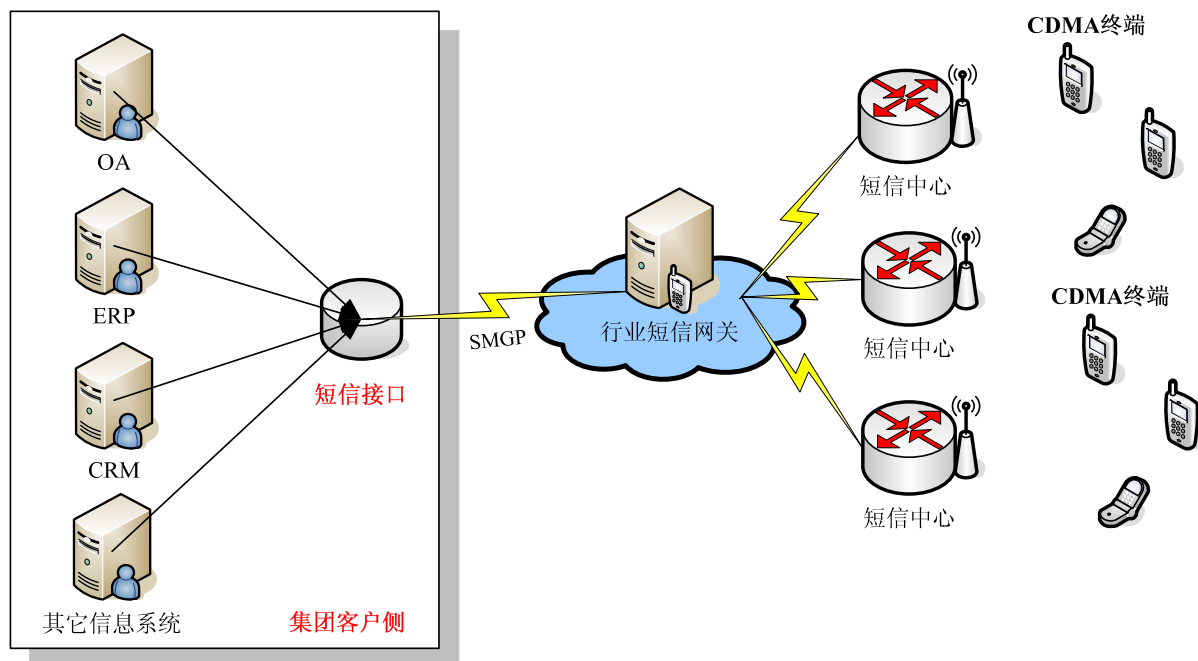 OA
ERP
CRM
其它信息系统
短信接口
集团客户侧
SMGP
行业短信网关
短信中心
短信中心
短信中心
CDMA终端
CDMA终端